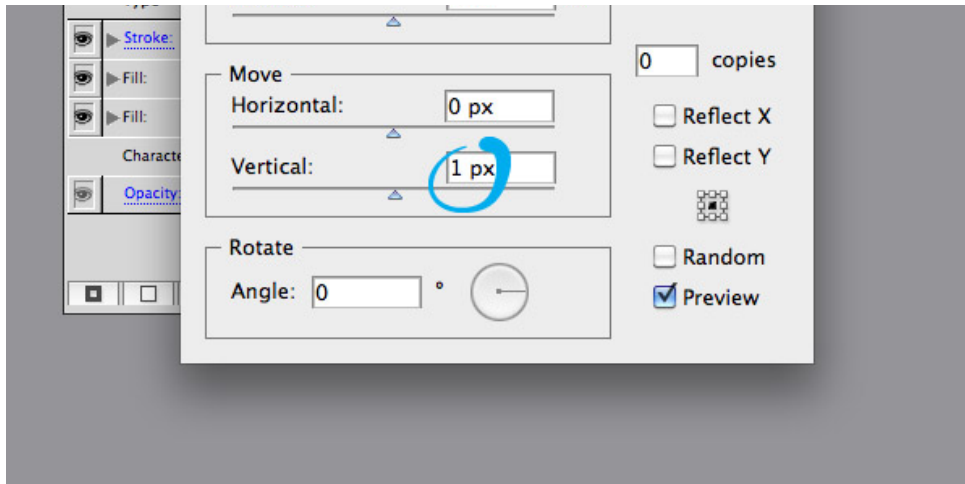 Type
Stroke:
Fill:
Fill:
Characte
Opacity:
Move
Horizontal: 0 px
Vertical: 1 px
Rotate
Angle: 0 °
0 copies
Reflect X
Reflect Y
Random
Preview